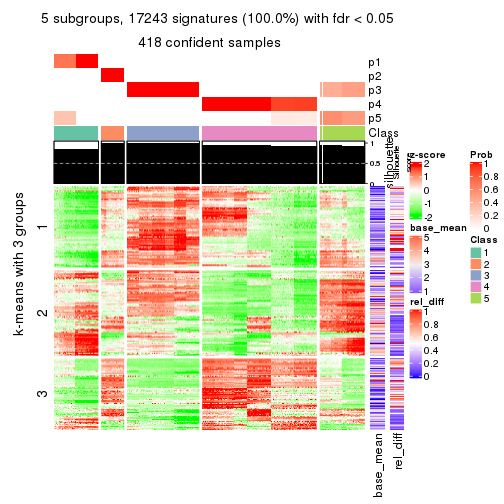 5 subgroups, 17243 signatures (100.0%) with fdr < 0.05
418 confident samples
p1
p2
p3
p4
p5
Class
1
0.5
0
silhouette
Silhouette
score
k-means with 3 groups
1
2
3
base_mean
rel_diff
z-score
2
1
0
-1
-2
base_mean
5
4
3
2
1
rel_diff
1
0.8
0.6
0.4
0.2
0
Prob
1
0.8
0.6
0.4
0.2
0
Class
1
2
3
4
5